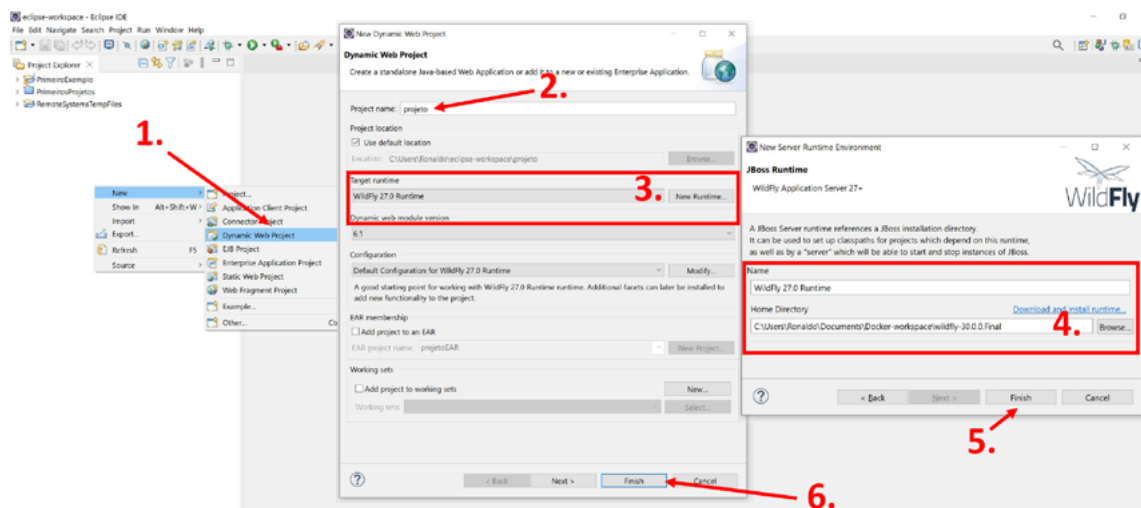 eclipse-workspace - Eclipse IDE
File Edit Navigate Search Project Run Window Help
Project Explorer
PrimeiroExemplo
PrimeirosProjetos
RemoteSystemsTempFiles
1.
New
Show In Alt+Shift+W >
Import
Export...
Refresh F5
Source
Project...
Application Client Project
Connector Project
Dynamic Web Project
EJB Project
Enterprise Application Project
Static Web Project
Web Fragment Project
Example...
Other...
New Dynamic Web Project
Dynamic Web Project
Create a standalone Java-based Web Application or add it to a new or existing Enterprise Application.
2.
Project name: projeto
Project location
Use default location
Location: C:\Users\Ronaldo\eclipse-workspace\projeto Browse...
Target runtime
3.
WildFly 27.0 Runtime New Runtime...
Dynamic web module version
6.1
Configuration
Default Configuration for WildFly 27.0 Runtime Modify...
A good starting point for working with WildFly 27.0 Runtime runtime. Additional facets can later be installed to
add new functionality to the project.
EAR membership
Add project to an EAR
EAR project name: projetoEAR New Project...
Working sets
Add project to working sets New...
Working sets: Select...
< Back Next > Finish Cancel
6.
New Server Runtime Environment
JBoss Runtime
WildFly Application Server 27+
WildFly
A JBoss Server runtime references a JBoss installation directory.
It can be used to set up classpaths for projects which depend on this runtime,
as well as by a "server" which will be able to start and stop instances of JBoss.
Name
WildFly 27.0 Runtime
Home Directory Download and install runtime...
4.
C:\Users\Ronaldo\Documents\Docker-workspace\wildfly-30.0.0.Final Browse...
< Back Next > Finish Cancel
5.